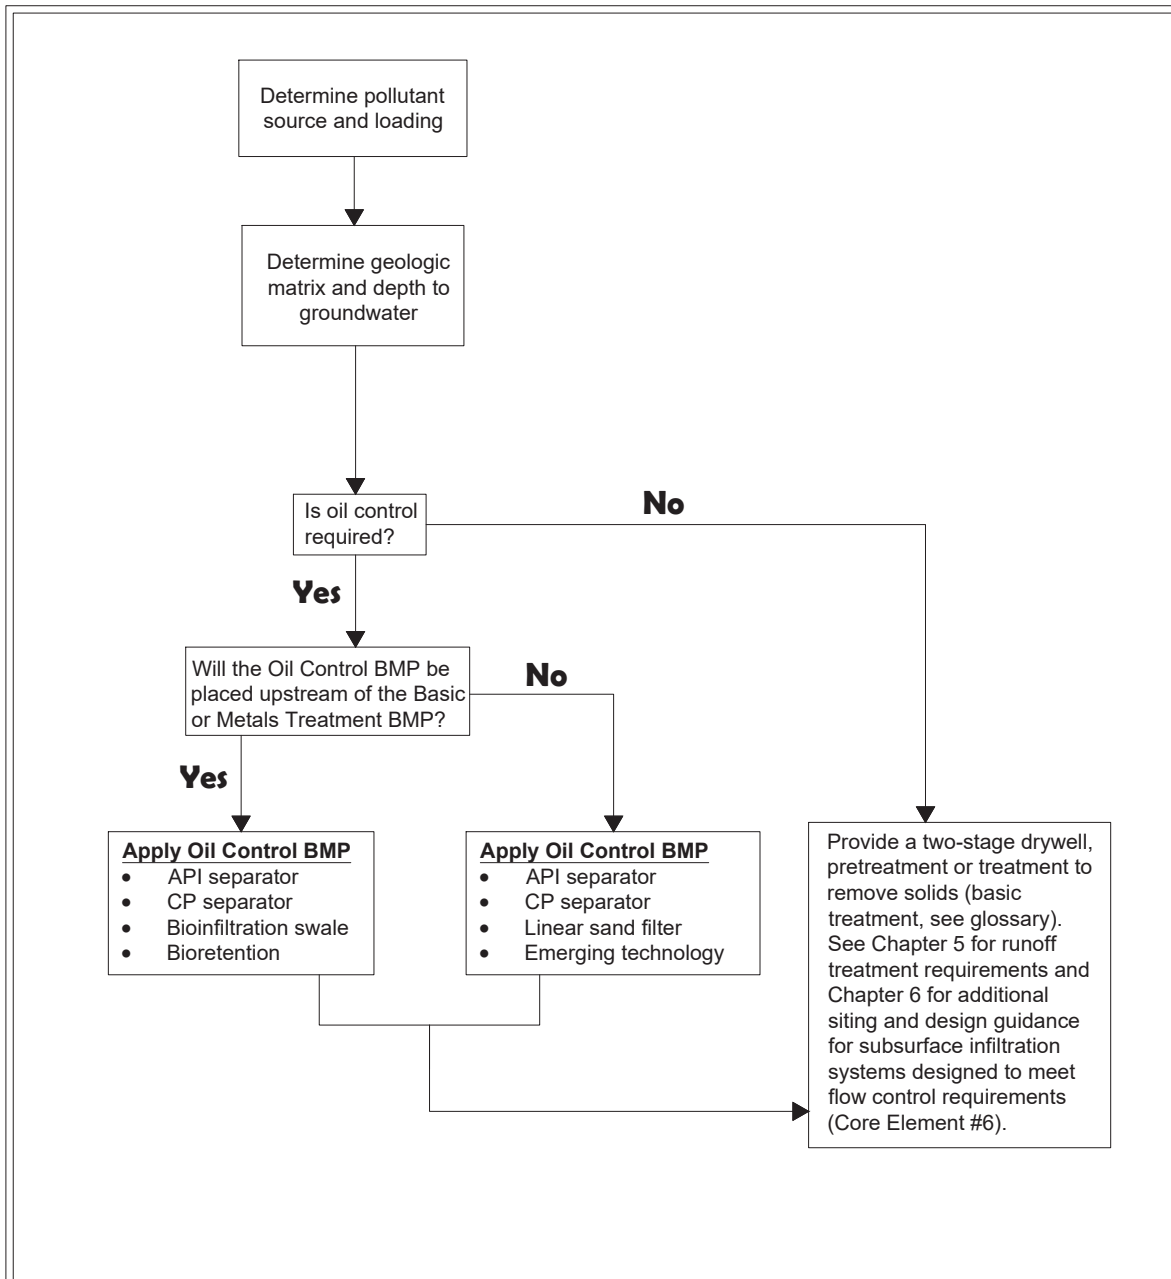 Determine pollutant
source and loading
Determine geologic
matrix and depth to
groundwater
Is oil control
required?
No
Yes
Will the Oil Control BMP be
placed upstream of the Basic
or Metals Treatment BMP?
No
Yes
Apply Oil Control BMP
• API separator
• CP separator
• Bioinfiltration swale
• Bioretention
Apply Oil Control BMP
• API separator
• CP separator
• Linear sand filter
• Emerging technology
Provide a two-stage drywell,
pretreatment or treatment to
remove solids (basic
treatment, see glossary).
See Chapter 5 for runoff
treatment requirements and
Chapter 6 for additional
siting and design guidance
for subsurface infiltration
systems designed to meet
flow control requirements
(Core Element #6).